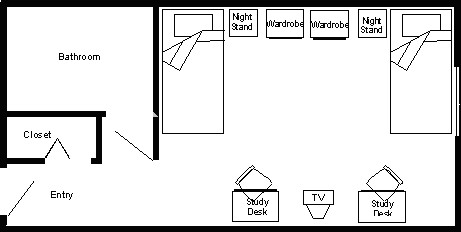 Night
Stand
Wardrobe
Wardrobe
Night
Stand
Bathroom
Closet
Entry
Study
Desk
TV
Study
Desk